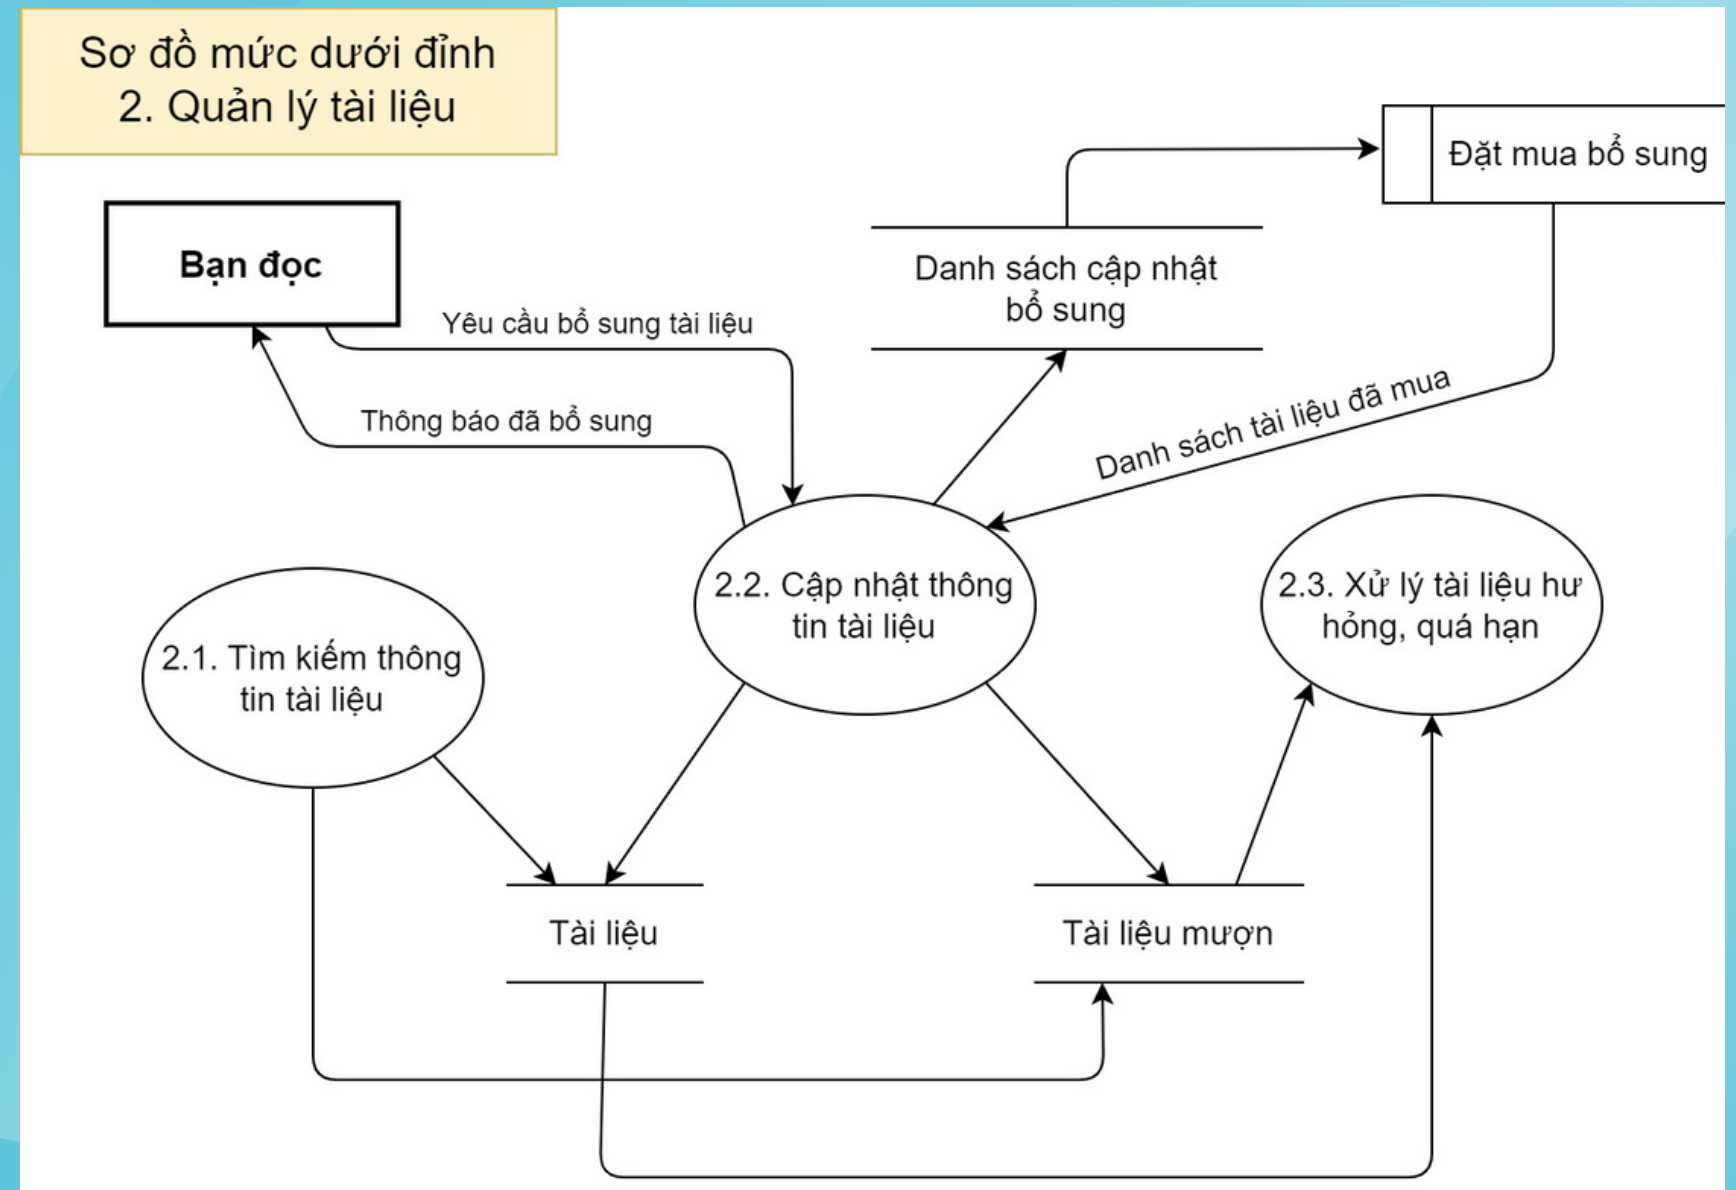 Sơ đồ mức dưới đỉnh
2. Quản lý tài liệu
Đặt mua bổ sung
Bạn đọc
Danh sách cập nhật
bổ sung
Yêu cầu bổ sung tài liệu
Thông báo đã bổ sung
Danh sách tài liệu đã mua
2.1. Tìm kiếm thông
tin tài liệu
2.2. Cập nhật thông
tin tài liệu
2.3. Xử lý tài liệu hư
hỏng, quá hạn
Tài liệu
Tài liệu mượn